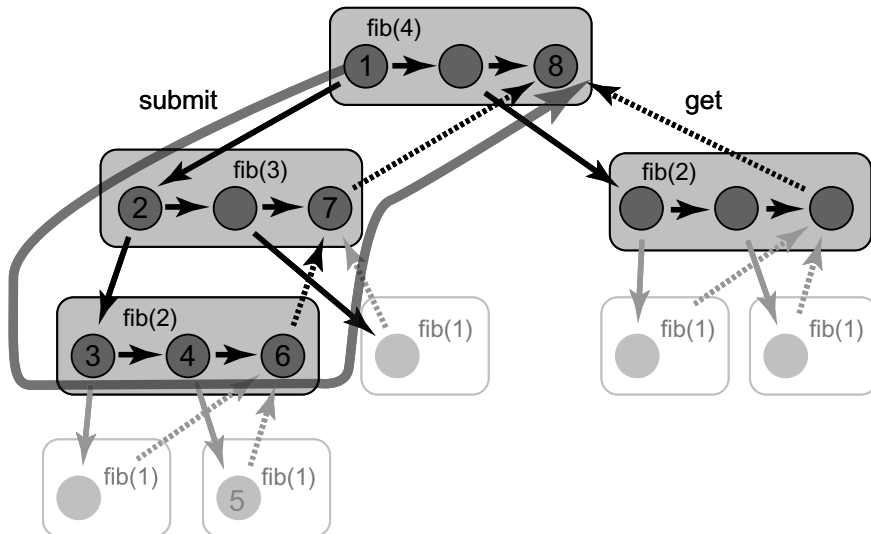 fib(4)
1 8
submit get
fib(3) fib(2)
2 7
fib(2) fib(1) fib(1) fib(1)
3 4 6
fib(1) fib(1)
5